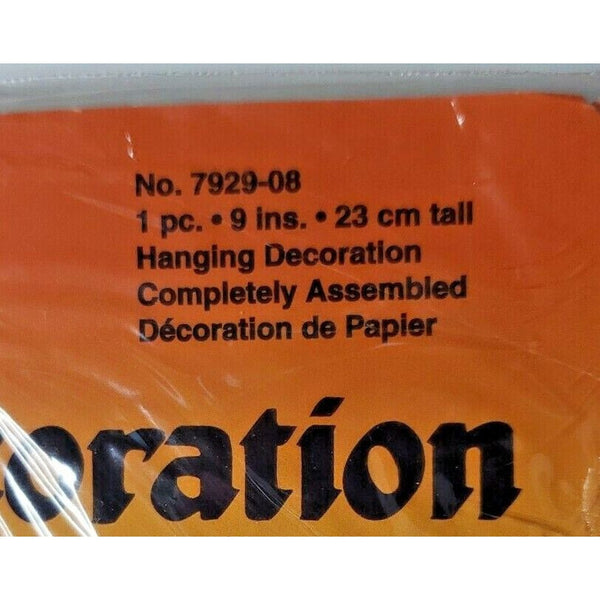 No. 7929-08
1 pc. • 9 ins. • 23 cm tall
Hanging Decoration
Completely Assembled
Décoration de Papier
coration